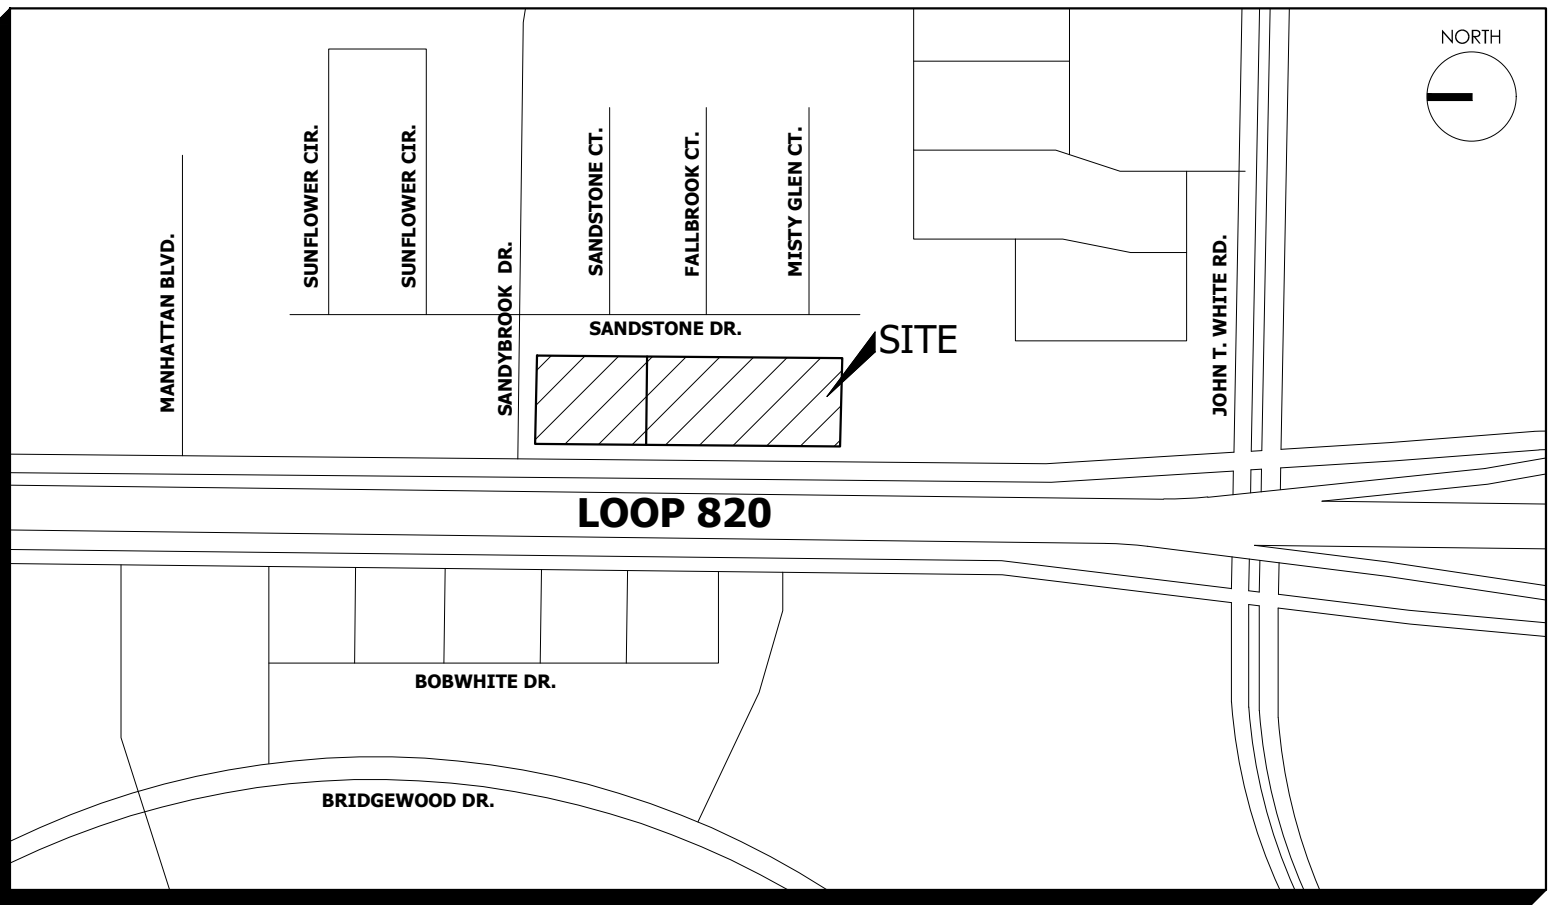 NORTH
SUNFLOWER CIR.
SUNFLOWER CIR.
SANDSTONE CT.
FALLBROOK CT.
MISTY GLEN CT.
MANHATTAN BLVD.
SANDYBROOK DR.
JOHN T. WHITE RD.
SANDSTONE DR.
SITE
LOOP 820
BOBWHITE DR.
BRIDGEWOOD DR.